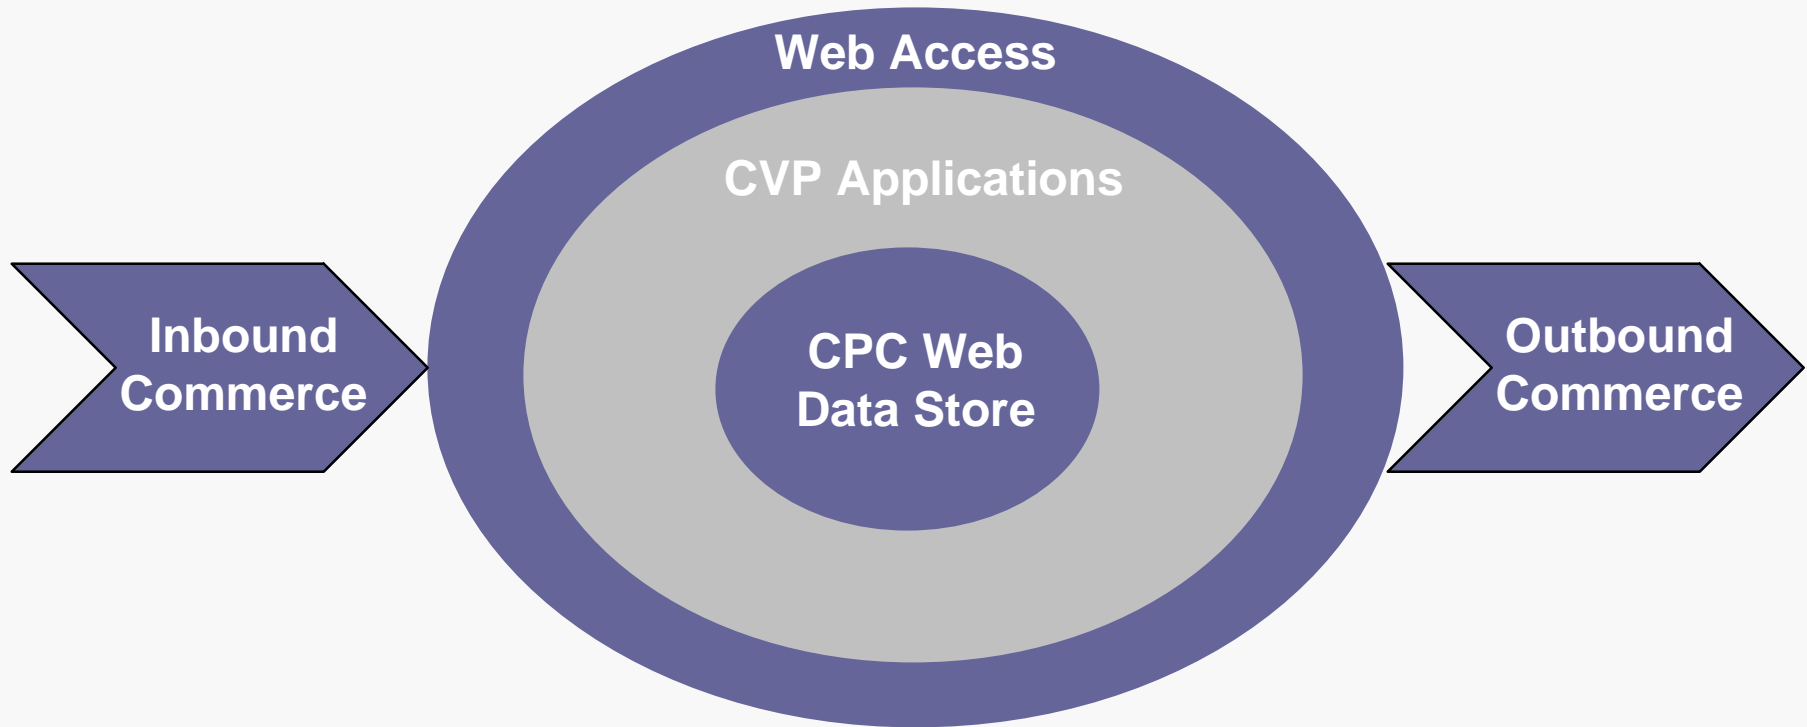 Web Access
CVP Applications
Inbound
Commerce
CPC Web
Data Store
Outbound
Commerce